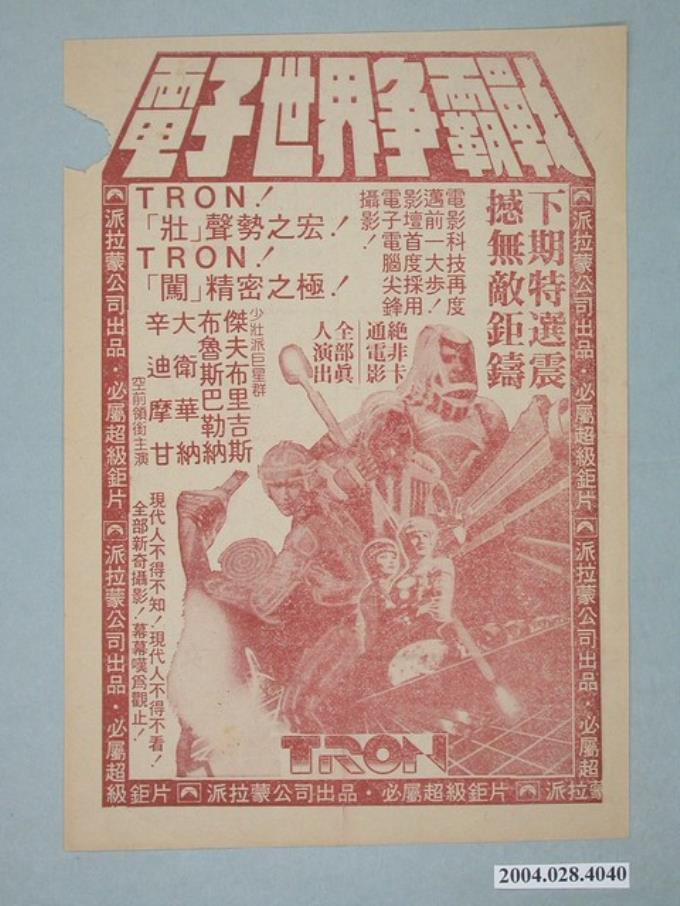 電子世界争霸戰
下期特選震
撼無敵鉅鑄
電影科技再度
邁前一大步！
影壇首度採用
電子電腦尖鋒
攝影！
TRON！
「壯」聲勢之宏！
TRON！
「闖」精密之極！
絕非卡
通電影
全部眞
人演出
少壯派巨星群
傑夫布里吉斯
布魯斯巴勒納
大衛華納
辛迪摩甘
空前領銜主演
現代人不得不知！現代人不得不看！
全部新奇攝影！幕幕嘆為觀止！
TRON
派拉蒙公司出品・必屬超級鉅片
派拉蒙公司出品・必屬超
派拉蒙公司出品・必屬超級鉅片
派拉蒙公司出品・必屬超
級鉅片
派拉蒙公司出品・必屬超級鉅片
派拉蒙
2004.028.4040